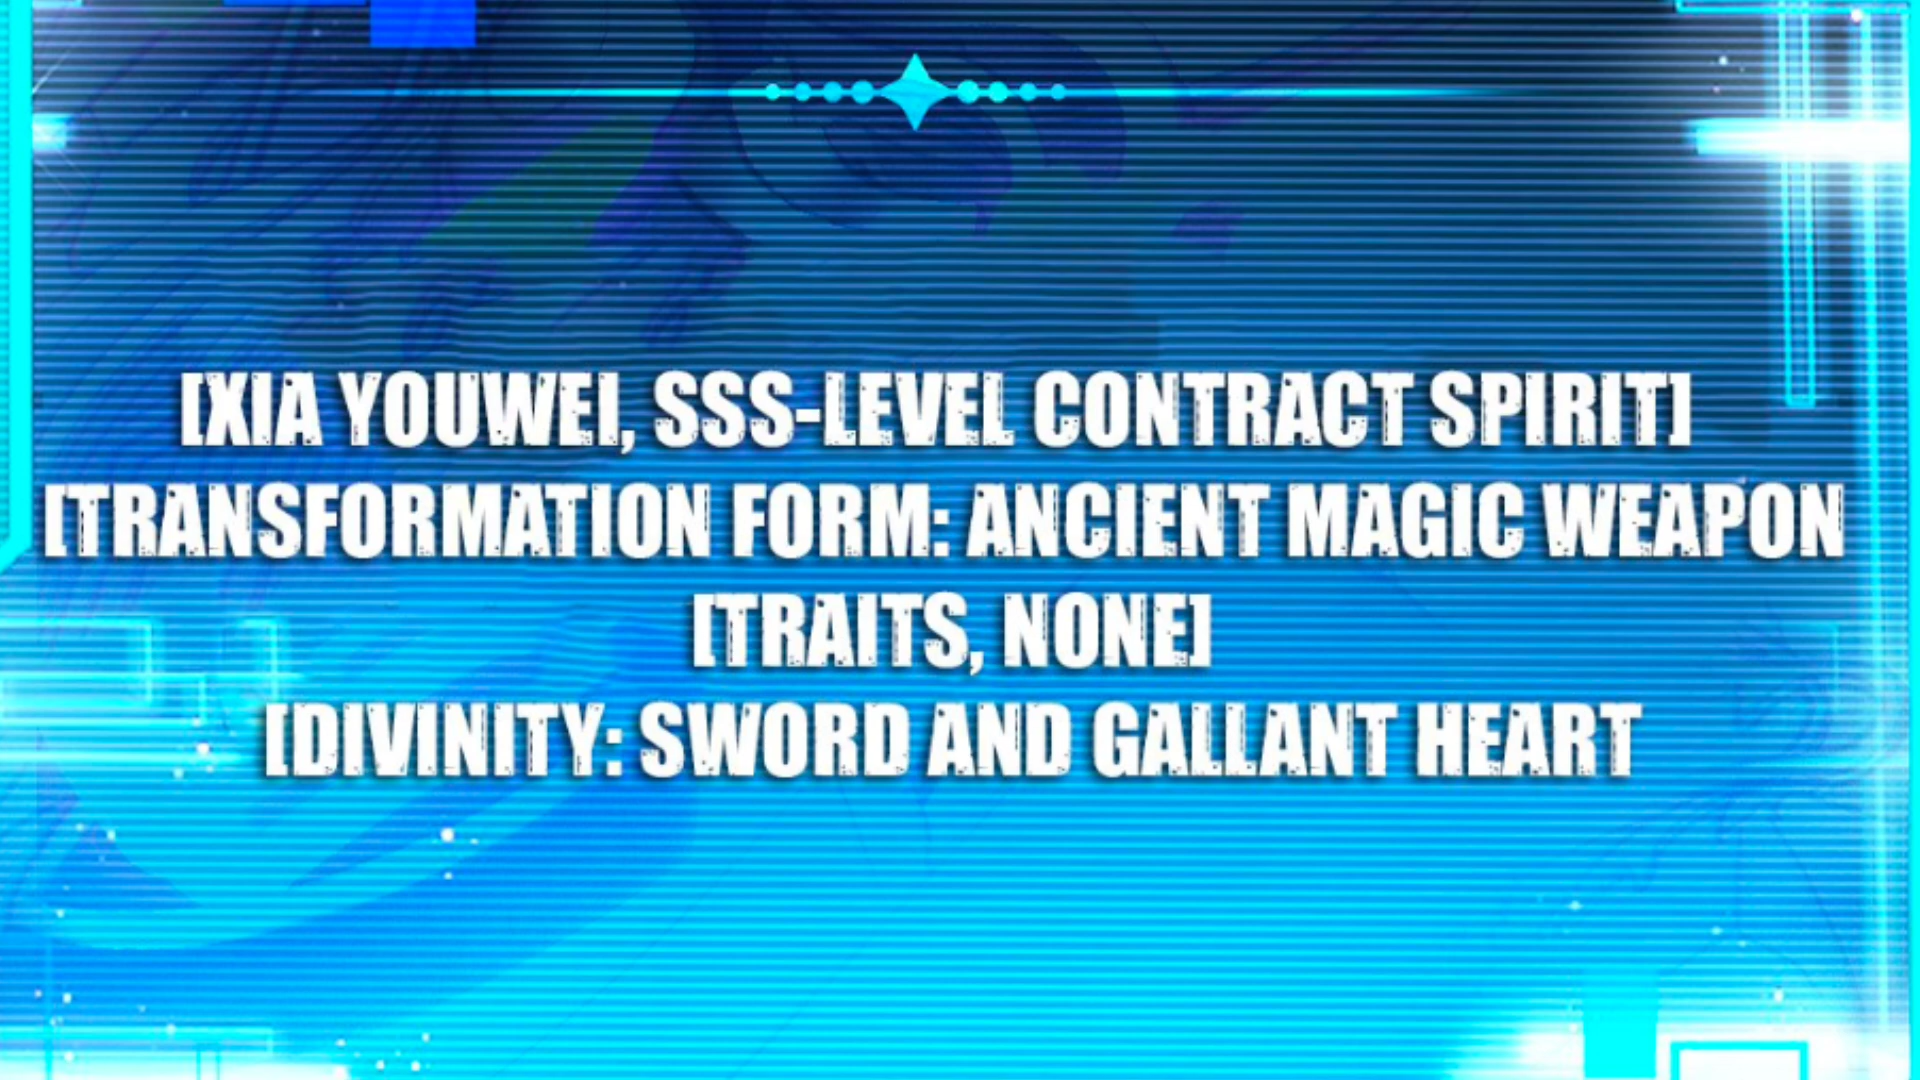 [XIA YOUWEI, SSS-LEVEL CONTRACT SPIRIT]
[TRANSFORMATION FORM: ANCIENT MAGIC WEAPON
[TRAITS, NONE]
[DIVINITY: SWORD AND GALLANT HEART